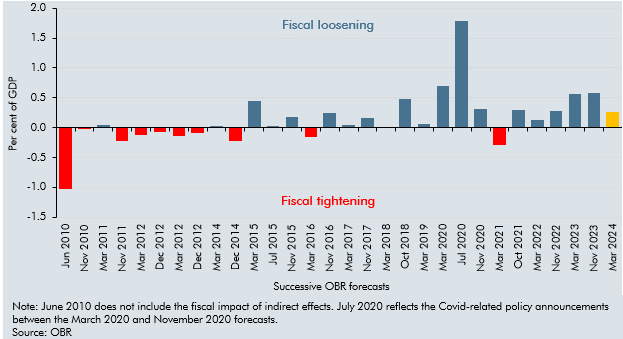 2.0
1.5
1.0
0.5
0.0
-0.5
-1.0
-1.5
Per cent of GDP
Fiscal loosening
Fiscal tightening
Jun 2010
Nov 2010
Mar 2011
Nov 2011
Mar 2012
Dec 2012
Mar 2013
Dec 2012
Mar 2014
Dec 2014
Mar 2015
Jul 2015
Nov 2015
Mar 2016
Nov 2016
Mar 2017
Nov 2017
Mar 2018
Oct 2018
Mar 2019
Mar 2020
Jul 2020
Nov 2020
Mar 2021
Oct 2021
Mar 2022
Nov 2022
Mar 2023
Nov 2023
Mar 2024
Successive OBR forecasts
Note: June 2010 does not include the fiscal impact of indirect effects. July 2020 reflects the Covid-related policy announcements
between the March 2020 and November 2020 forecasts.
Source: OBR